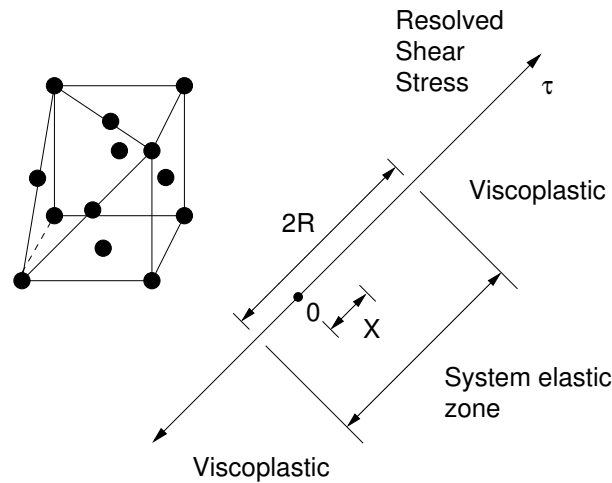 Resolved
Shear
Stress
τ
Viscoplastic
2R
0
X
System elastic
zone
Viscoplastic